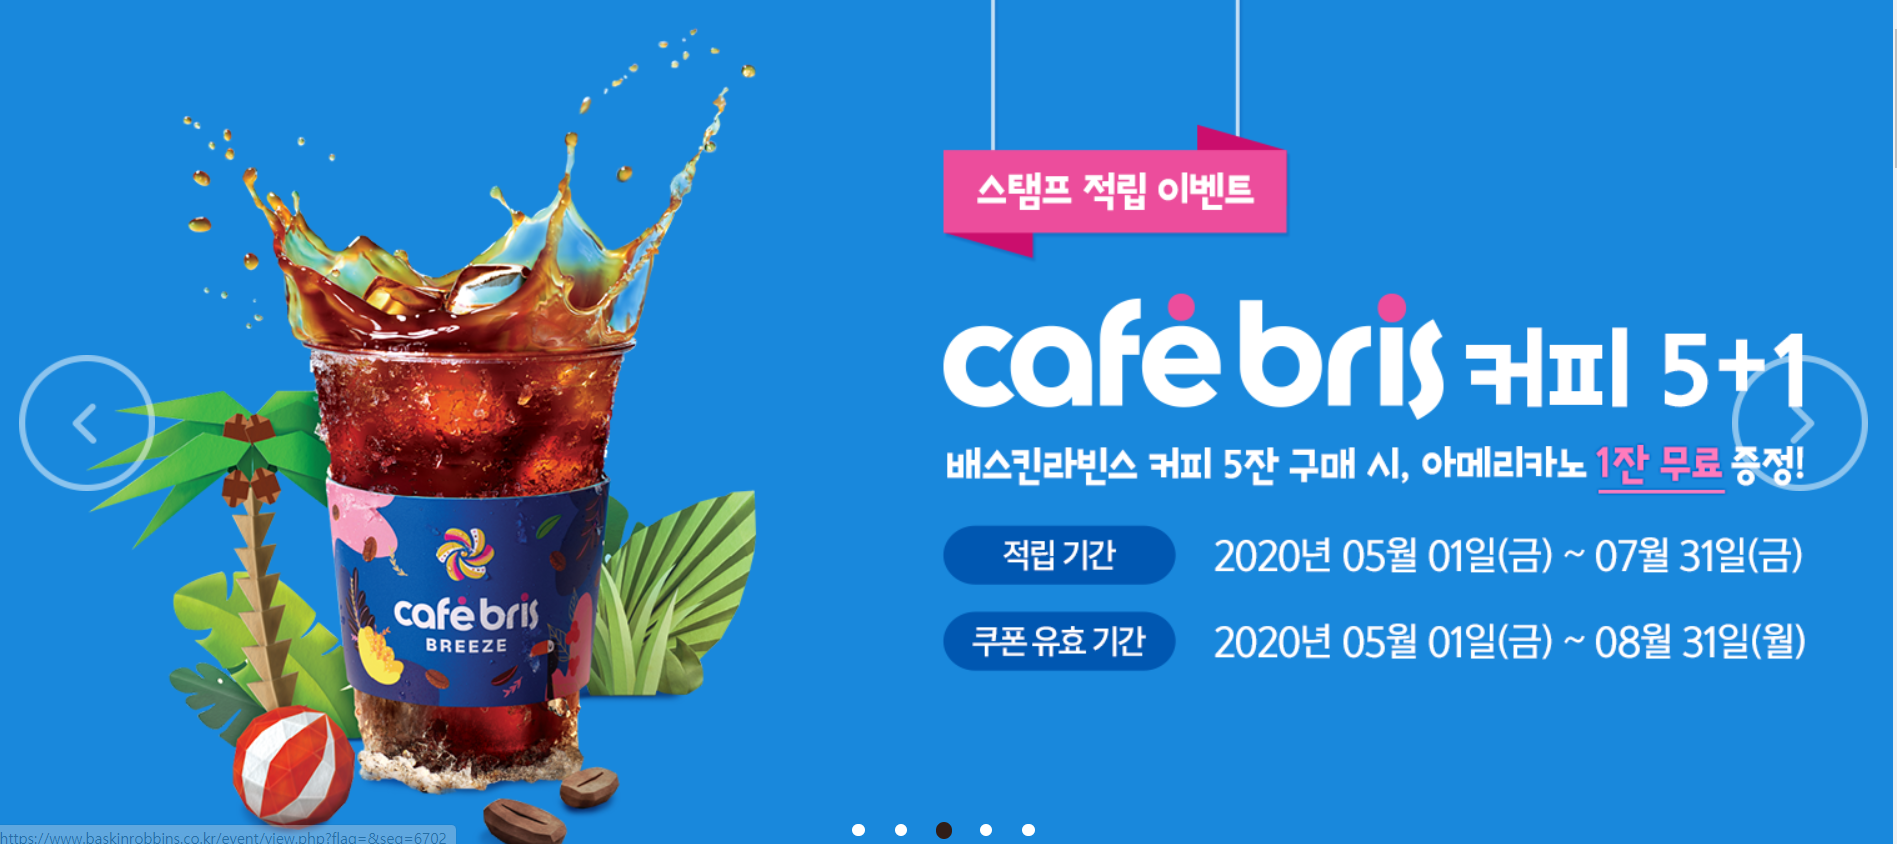 스탬프 적립 이벤트
cafe bris 커피 5+1
배스킨라빈스 커피 5잔 구매 시, 아메리카노 1잔 무료 증정!
적립 기간 2020년 05월 01일(금) ~ 07월 31일(금)
쿠폰 유효 기간 2020년 05월 01일(금) ~ 08월 31일(월)
cafe bris
BREEZE
https://www.baskinrobbins.co.kr/event/view.php?flag=&seq=6702